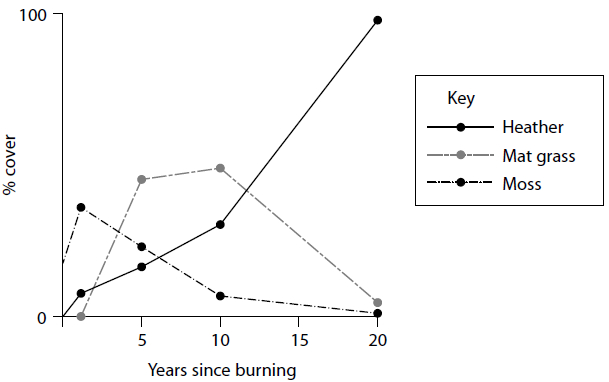 100
% cover
0
5
10
15
20
Years since burning
Key
Heather
Mat grass
Moss